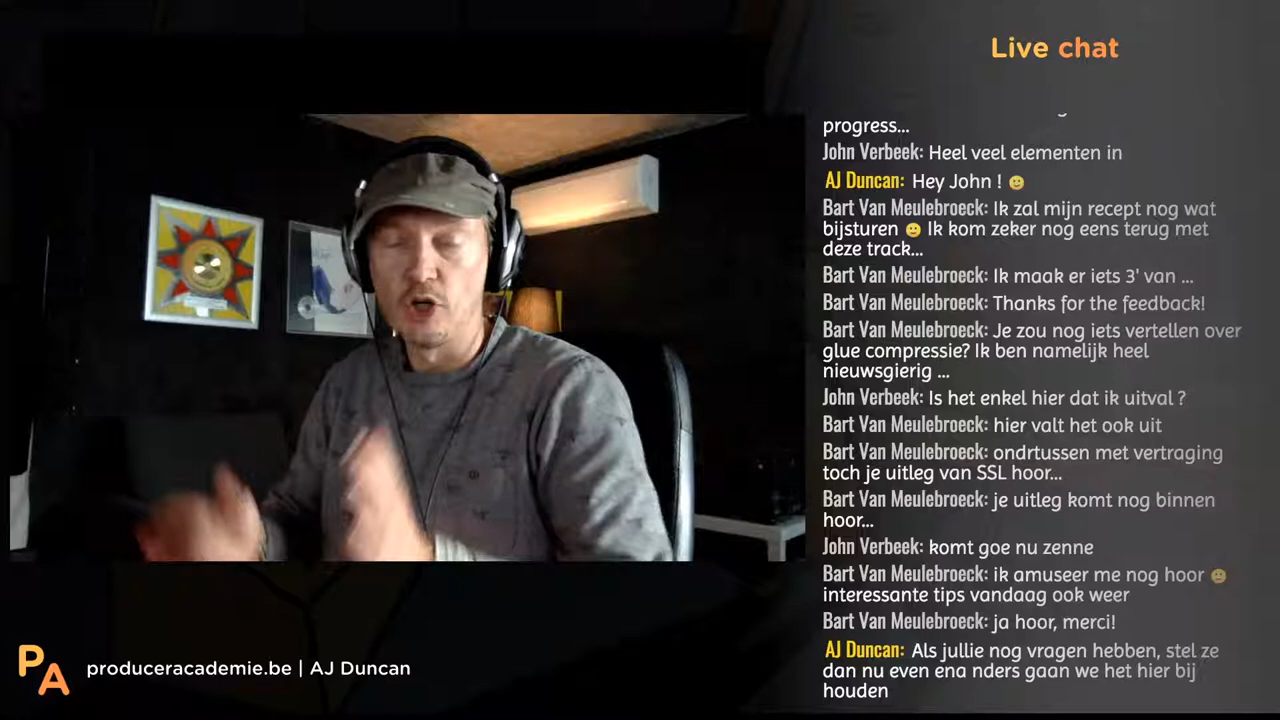 Live chat
progress...
John Verbeek: Heel veel elementen in
AJ Duncan: Hey John !
Bart Van Meulebroeck: Ik zal mijn recept nog wat
bijsturen Ik kom zeker nog eens terug met
deze track...
Bart Van Meulebroeck: Ik maak er iets 3' van ...
Bart Van Meulebroeck: Thanks for the feedback!
Bart Van Meulebroeck: Je zou nog iets vertellen over
glue compressie? Ik ben namelijk heel
nieuwsgierig ...
John Verbeek: Is het enkel hier dat ik uitval ?
Bart Van Meulebroeck: hier valt het ook uit
Bart Van Meulebroeck: ondrtussen met vertraging
toch je uitleg van SSL hoor...
Bart Van Meulebroeck: je uitleg komt nog binnen
hoor...
John Verbeek: komt goe nu zenne
Bart Van Meulebroeck: ik amuseer me nog hoor
interessante tips vandaag ook weer
Bart Van Meulebroeck: ja hoor, merci!
AJ Duncan: Als jullie nog vragen hebben, stel ze
dan nu even ena nders gaan we het hier bij
houden
PA
produceracademie.be | AJ Duncan